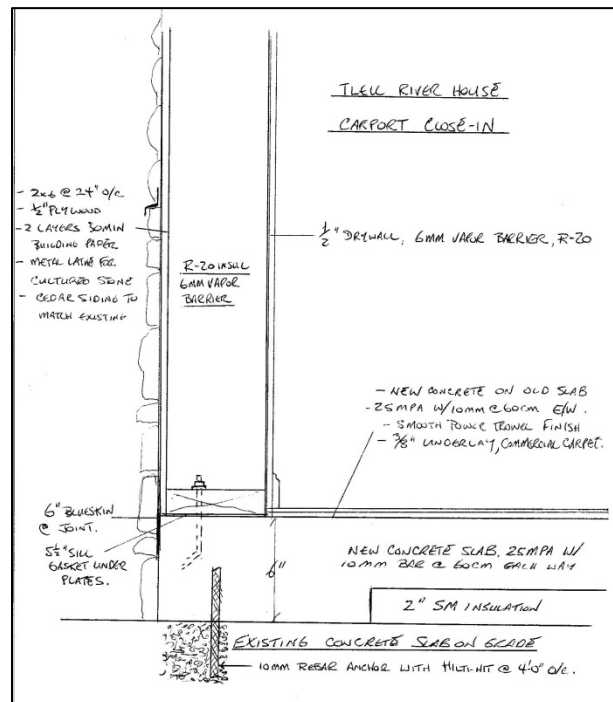 TLELL RIVER HOUSE
CARPORT CLOSE-IN
- 2x6 @ 24" O/C
- 1/2" PLYWOOD
- 2 LAYERS 30MIN
BUILDING PAPER
- METAL LATHE FOR
CULTURED STONE
- CEDAR SIDING TO
MATCH EXISTING
R-20 INSUL
6MM VAPOR
BARRIER
1/2" DRYWALL, 6MM VAPOR BARRIER, R-20
- NEW CONCRETE ON OLD SLAB
- 25MPA W/10MM @ 60CM E/W.
- SMOOTH POWER TROWEL FINISH
- 3/8" UNDERLAY, COMMERCIAL CARPET.
6" BLUESKIN
@ JOINT.
5 1/2" SILL
GASKET UNDER
PLATES.
6"
NEW CONCRETE SLAB, 25MPA W/
10MM BAR @ 60CM EACH WAY
2" SM INSULATION
EXISTING CONCRETE SLAB ON GRADE
10MM REBAR ANCHOR WITH HILTI-HIT @ 4'0" O/C.